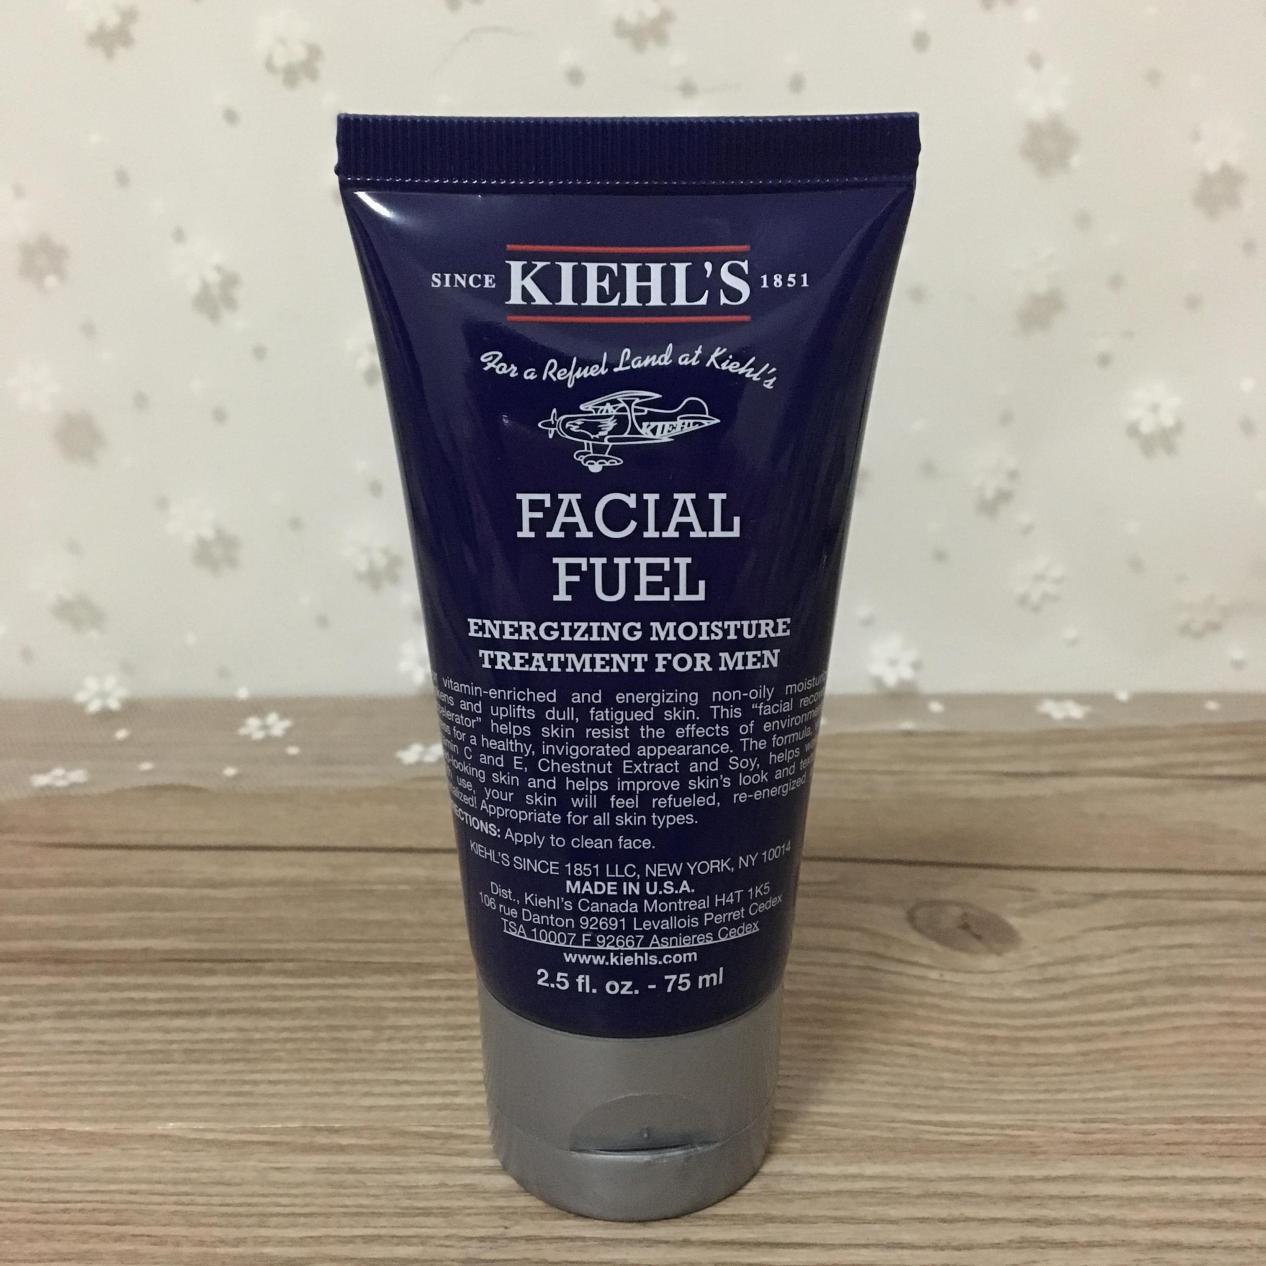 SINCE KIEHL'S 1851
For a Refuel Land at Kiehl's
KIEHL'S
FACIAL
FUEL
ENERGIZING MOISTURE
TREATMENT FOR MEN
vitamin-enriched and energizing non-oily
and uplifts dull, fatigued skin. This "facial
helps skin resist the effects of
for a healthy, invigorated appearance. The formula,
C and E, Chestnut Extract and Soy, helps
looking skin and helps improve skin's look and
use, your skin will feel refueled, re-energized
Appropriate for all skin types.
Apply to clean face.
KIEHL'S SINCE 1851 LLC, NEW YORK, NY 10014
MADE IN U.S.A.
Dist., Kiehl's Canada Montreal H4T 1K5
106 rue Danton 92691 Levallois Perret Cedex
TSA 10007 F 92667 Asnieres Cedex
www.kiehls.com
2.5 fl. oz. - 75 ml